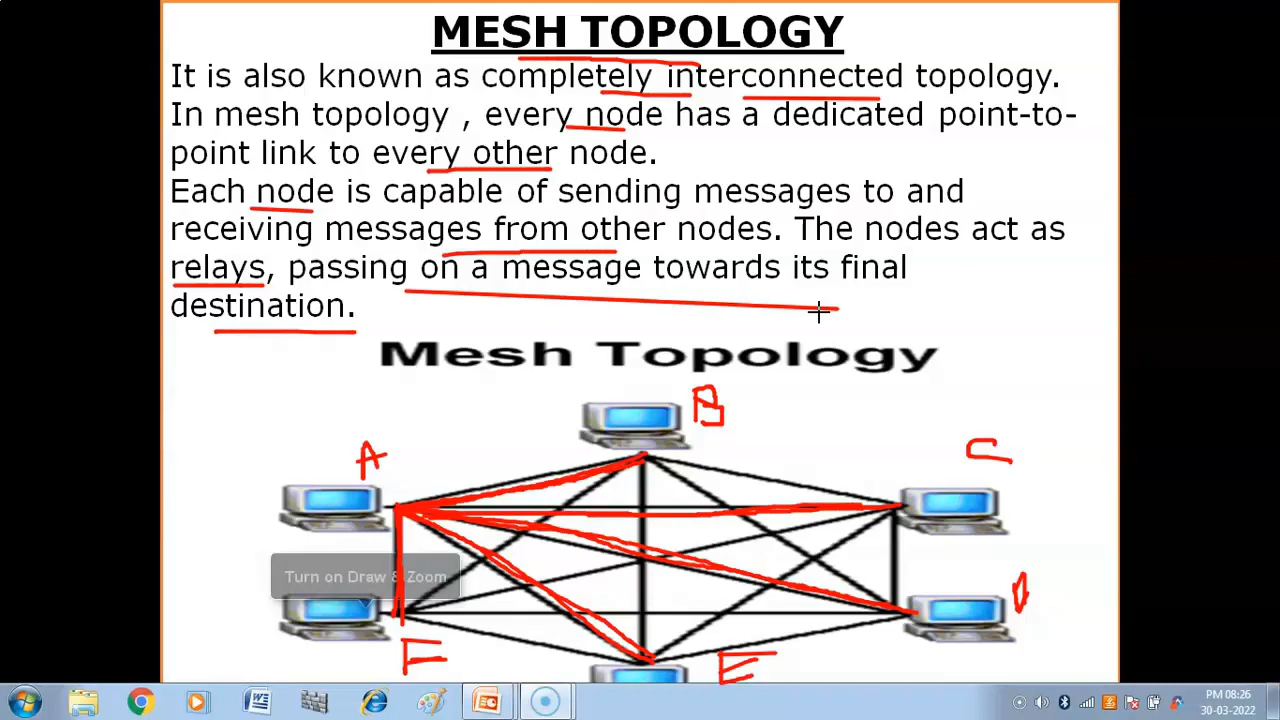 MESH TOPOLOGY
It is also known as completely interconnected topology.
In mesh topology , every node has a dedicated point-to-
point link to every other node.
Each node is capable of sending messages to and
receiving messages from other nodes. The nodes act as
relays, passing on a message towards its final
destination.
Mesh Topology
B
A
C
Turn on Draw & Zoom
D
F
E
PM 08:26
30-03-2022